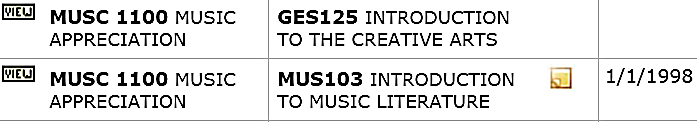 VIEW MUSC 1100 MUSIC GES125 INTRODUCTION
APPRECIATION TO THE CREATIVE ARTS
VIEW MUSC 1100 MUSIC MUS103 INTRODUCTION 1/1/1998
APPRECIATION TO MUSIC LITERATURE